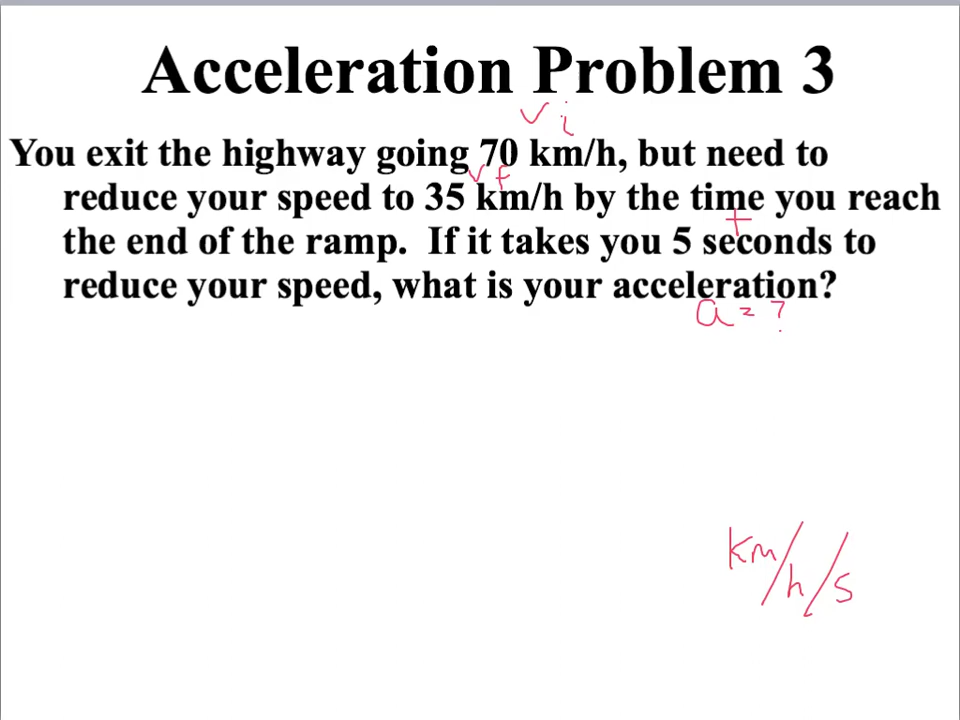 Acceleration Problem 3
vi
You exit the highway going 70 km/h, but need to
vf
reduce your speed to 35 km/h by the time you reach
t
the end of the ramp. If it takes you 5 seconds to
reduce your speed, what is your acceleration?
a = ?
km/h/s